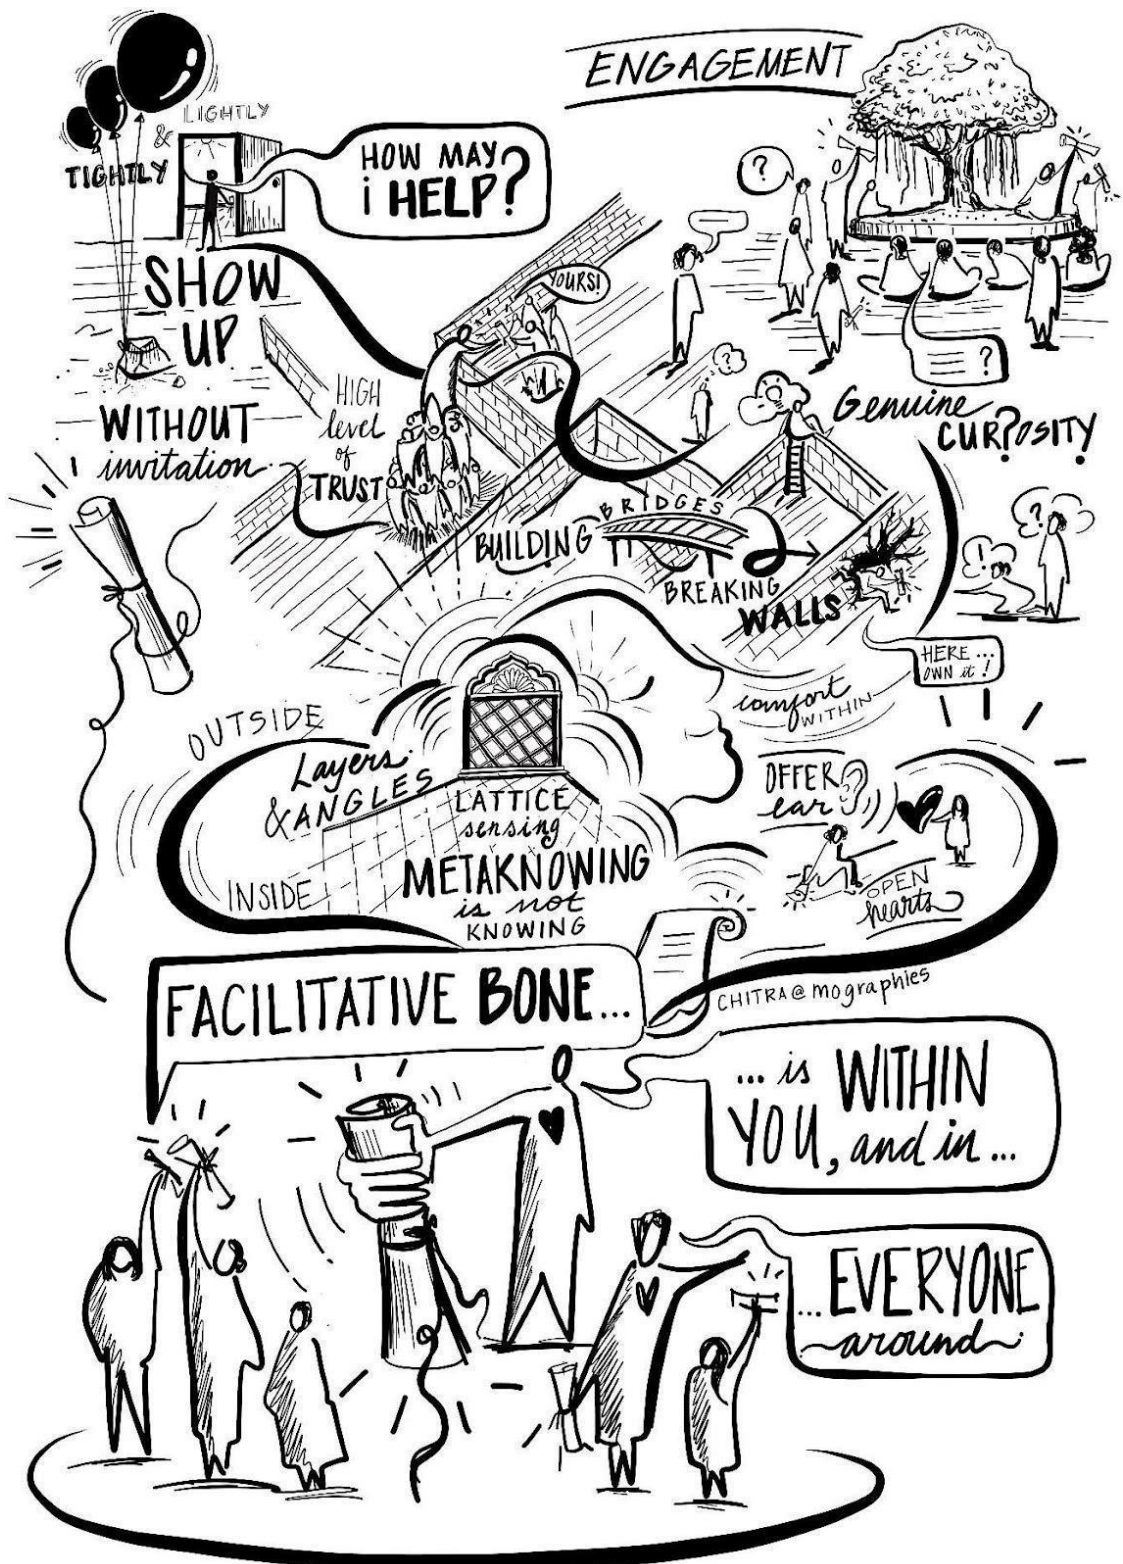 ENGAGEMENT
LIGHTLY
&
TIGHTLY
HOW MAY
i HELP?
SHOW
UP
WITHOUT
invitation
HIGH
level
of
TRUST
YOURS!
?
?
?
Genuine
CUR?OSITY
BUILDING
BRIDGES
BREAKING
WALLS
?
!
HERE...
OWN it!
comfort
WITHIN
OUTSIDE
Layers
& ANGLES
INSIDE
LATTICE
sensing
METAKNOWING
is not
KNOWING
OFFER
ear
OPEN
hearts
CHITRA@mographies
FACILITATIVE BONE...
... is WITHIN
YOU, and in ...
...EVERYONE
around